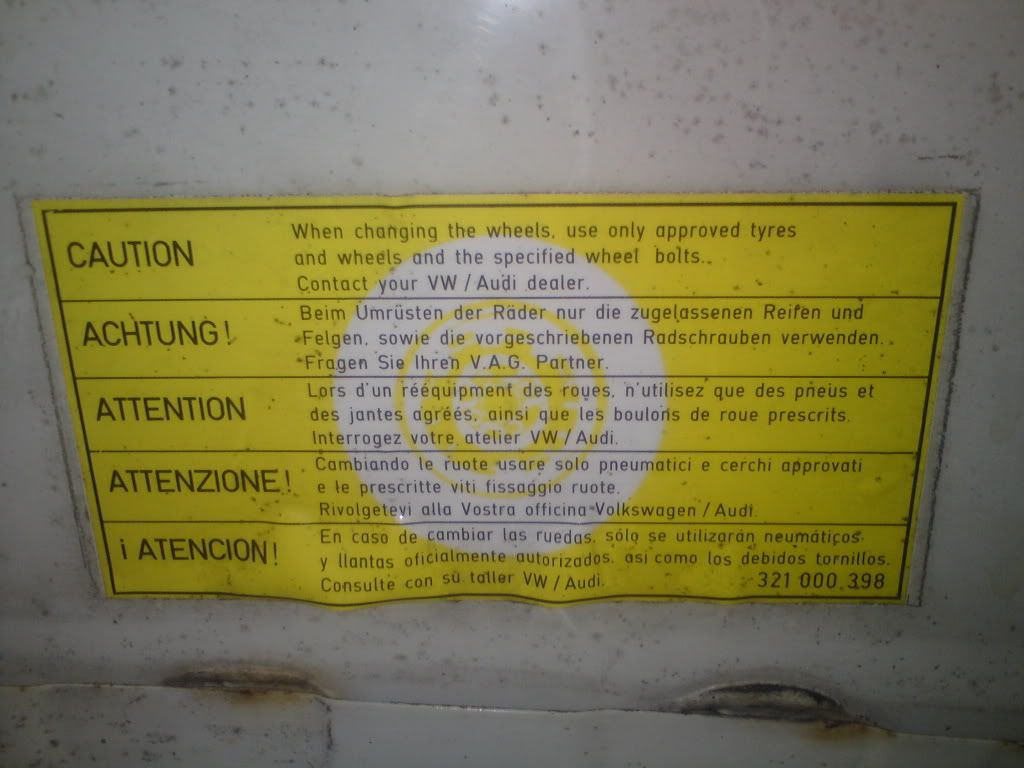 CAUTION
When changing the wheels, use only approved tyres
and wheels and the specified wheel bolts.
Contact your VW / Audi dealer.
ACHTUNG!
Beim Umrüsten der Räder nur die zugelassenen Reifen und
Felgen, sowie die vorgeschriebenen Radschrauben verwenden.
Fragen Sie Ihren V.A.G. Partner.
ATTENTION
Lors d'un rééquipment des roues, n'utilisez que des pneus et
des jantes agréés, ainsi que les boulons de roue prescrits.
Interrogez votre atelier VW / Audi.
ATTENZIONE!
Cambiando le ruote usare solo pneumatici e cerchi approvati
e le prescritte viti fissaggio ruote.
Rivolgetevi alla Vostra officina Volkswagen / Audi.
¡ ATENCION!
En caso de cambiar las ruedas, sólo se utilizarán neumáticos
y llantas oficialmente autorizados, asi como los debidos tornillos.
Consulte con su taller VW / Audi.
321 000 398